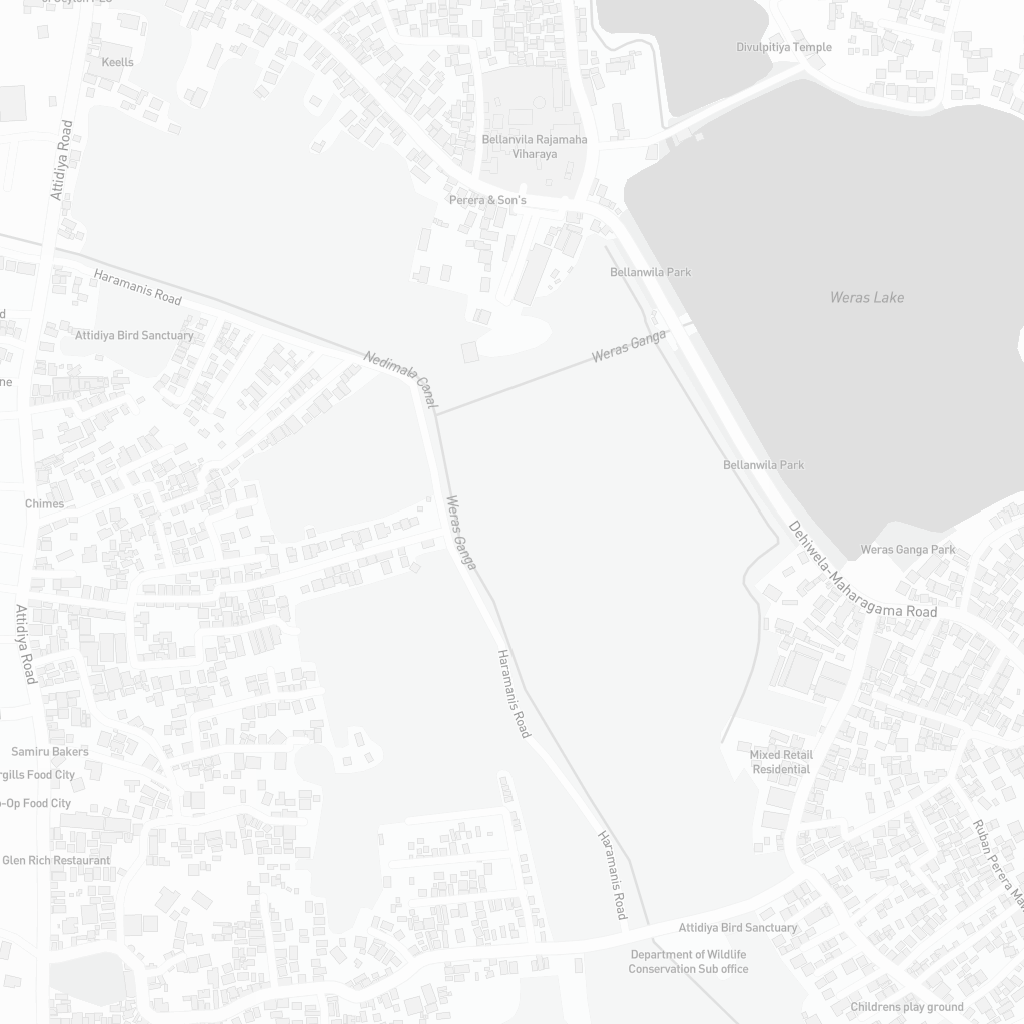 Keells
Divulpitiya Temple
Attidiya Road
Bellanvila Rajamaha
Viharaya
Perera & Son's
Bellanwila Park
Haramanis Road
Weras Lake
Attidiya Bird Sanctuary
Weras Ganga
Nedimala Canal
Bellanwila Park
Chimes
Weras Ganga
Dehiwela-Maharagama Road
Weras Ganga Park
Attidiya Road
Haramanis Road
Samiru Bakers
Mixed Retail
Residential
rgills Food City
-Op Food City
Glen Rich Restaurant
Haramanis Road
Ruban Perera Ma
Attidiya Bird Sanctuary
Department of Wildlife
Conservation Sub office
Childrens play ground